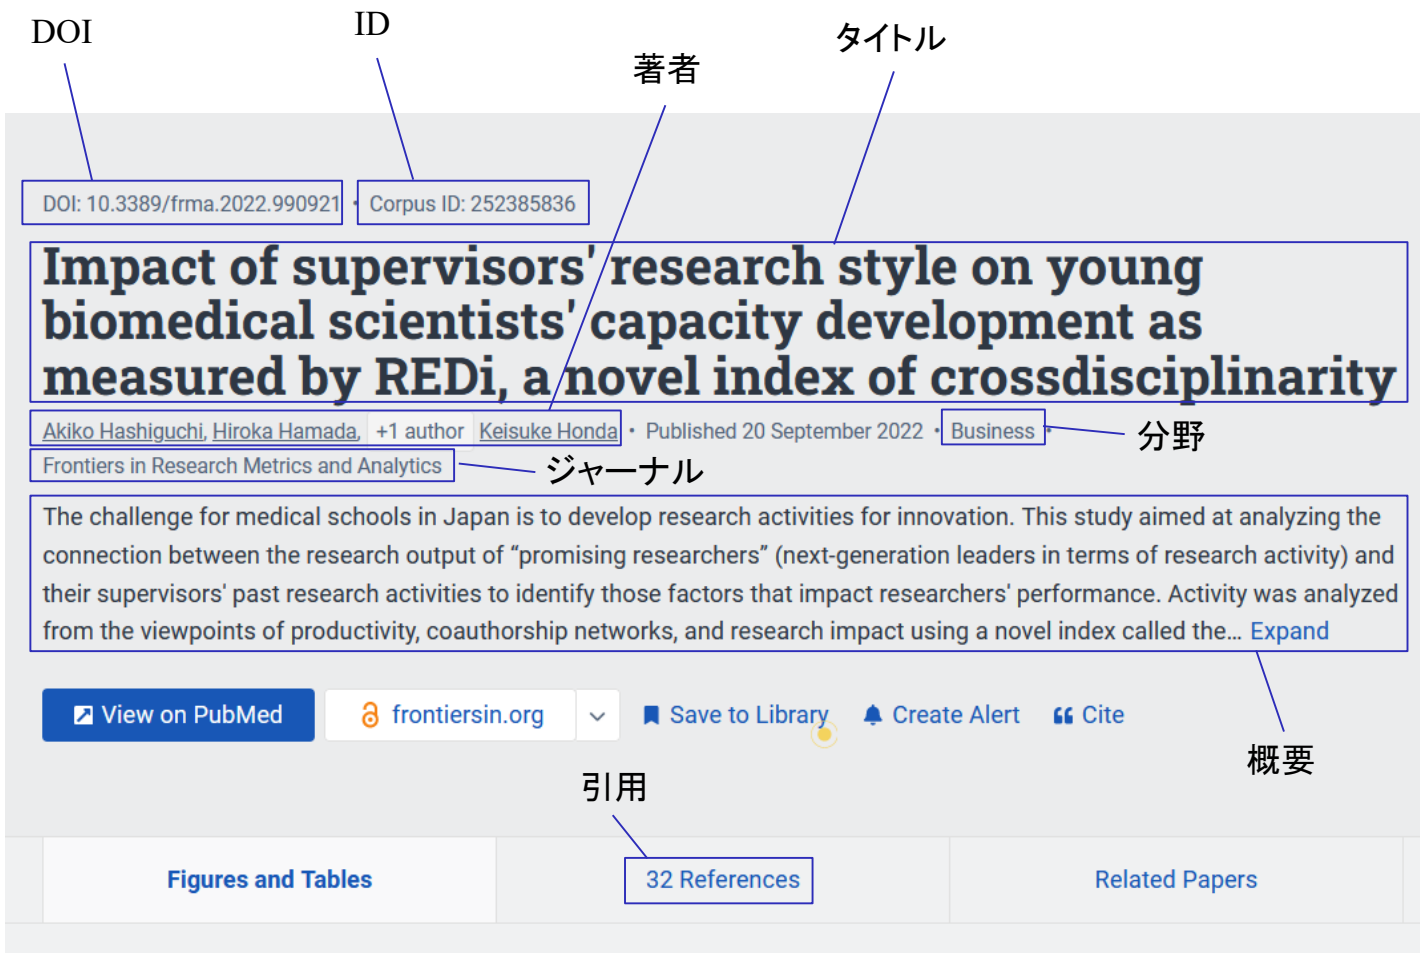 DOI
ID
著者
タイトル
DOI: 10.3389/frma.2022.990921 • Corpus ID: 252385836
Impact of supervisors' research style on young
biomedical scientists' capacity development as
measured by REDi, a novel index of crossdisciplinarity
Akiko Hashiguchi, Hiroka Hamada, +1 author Keisuke Honda • Published 20 September 2022 • Business •
分野
Frontiers in Research Metrics and Analytics
ジャーナル
The challenge for medical schools in Japan is to develop research activities for innovation. This study aimed at analyzing the
connection between the research output of “promising researchers” (next-generation leaders in terms of research activity) and
their supervisors' past research activities to identify those factors that impact researchers' performance. Activity was analyzed
from the viewpoints of productivity, coauthorship networks, and research impact using a novel index called the… Expand
View on PubMed
frontiersin.org
Save to Library
Create Alert
Cite
概要
引用
Figures and Tables
32 References
Related Papers